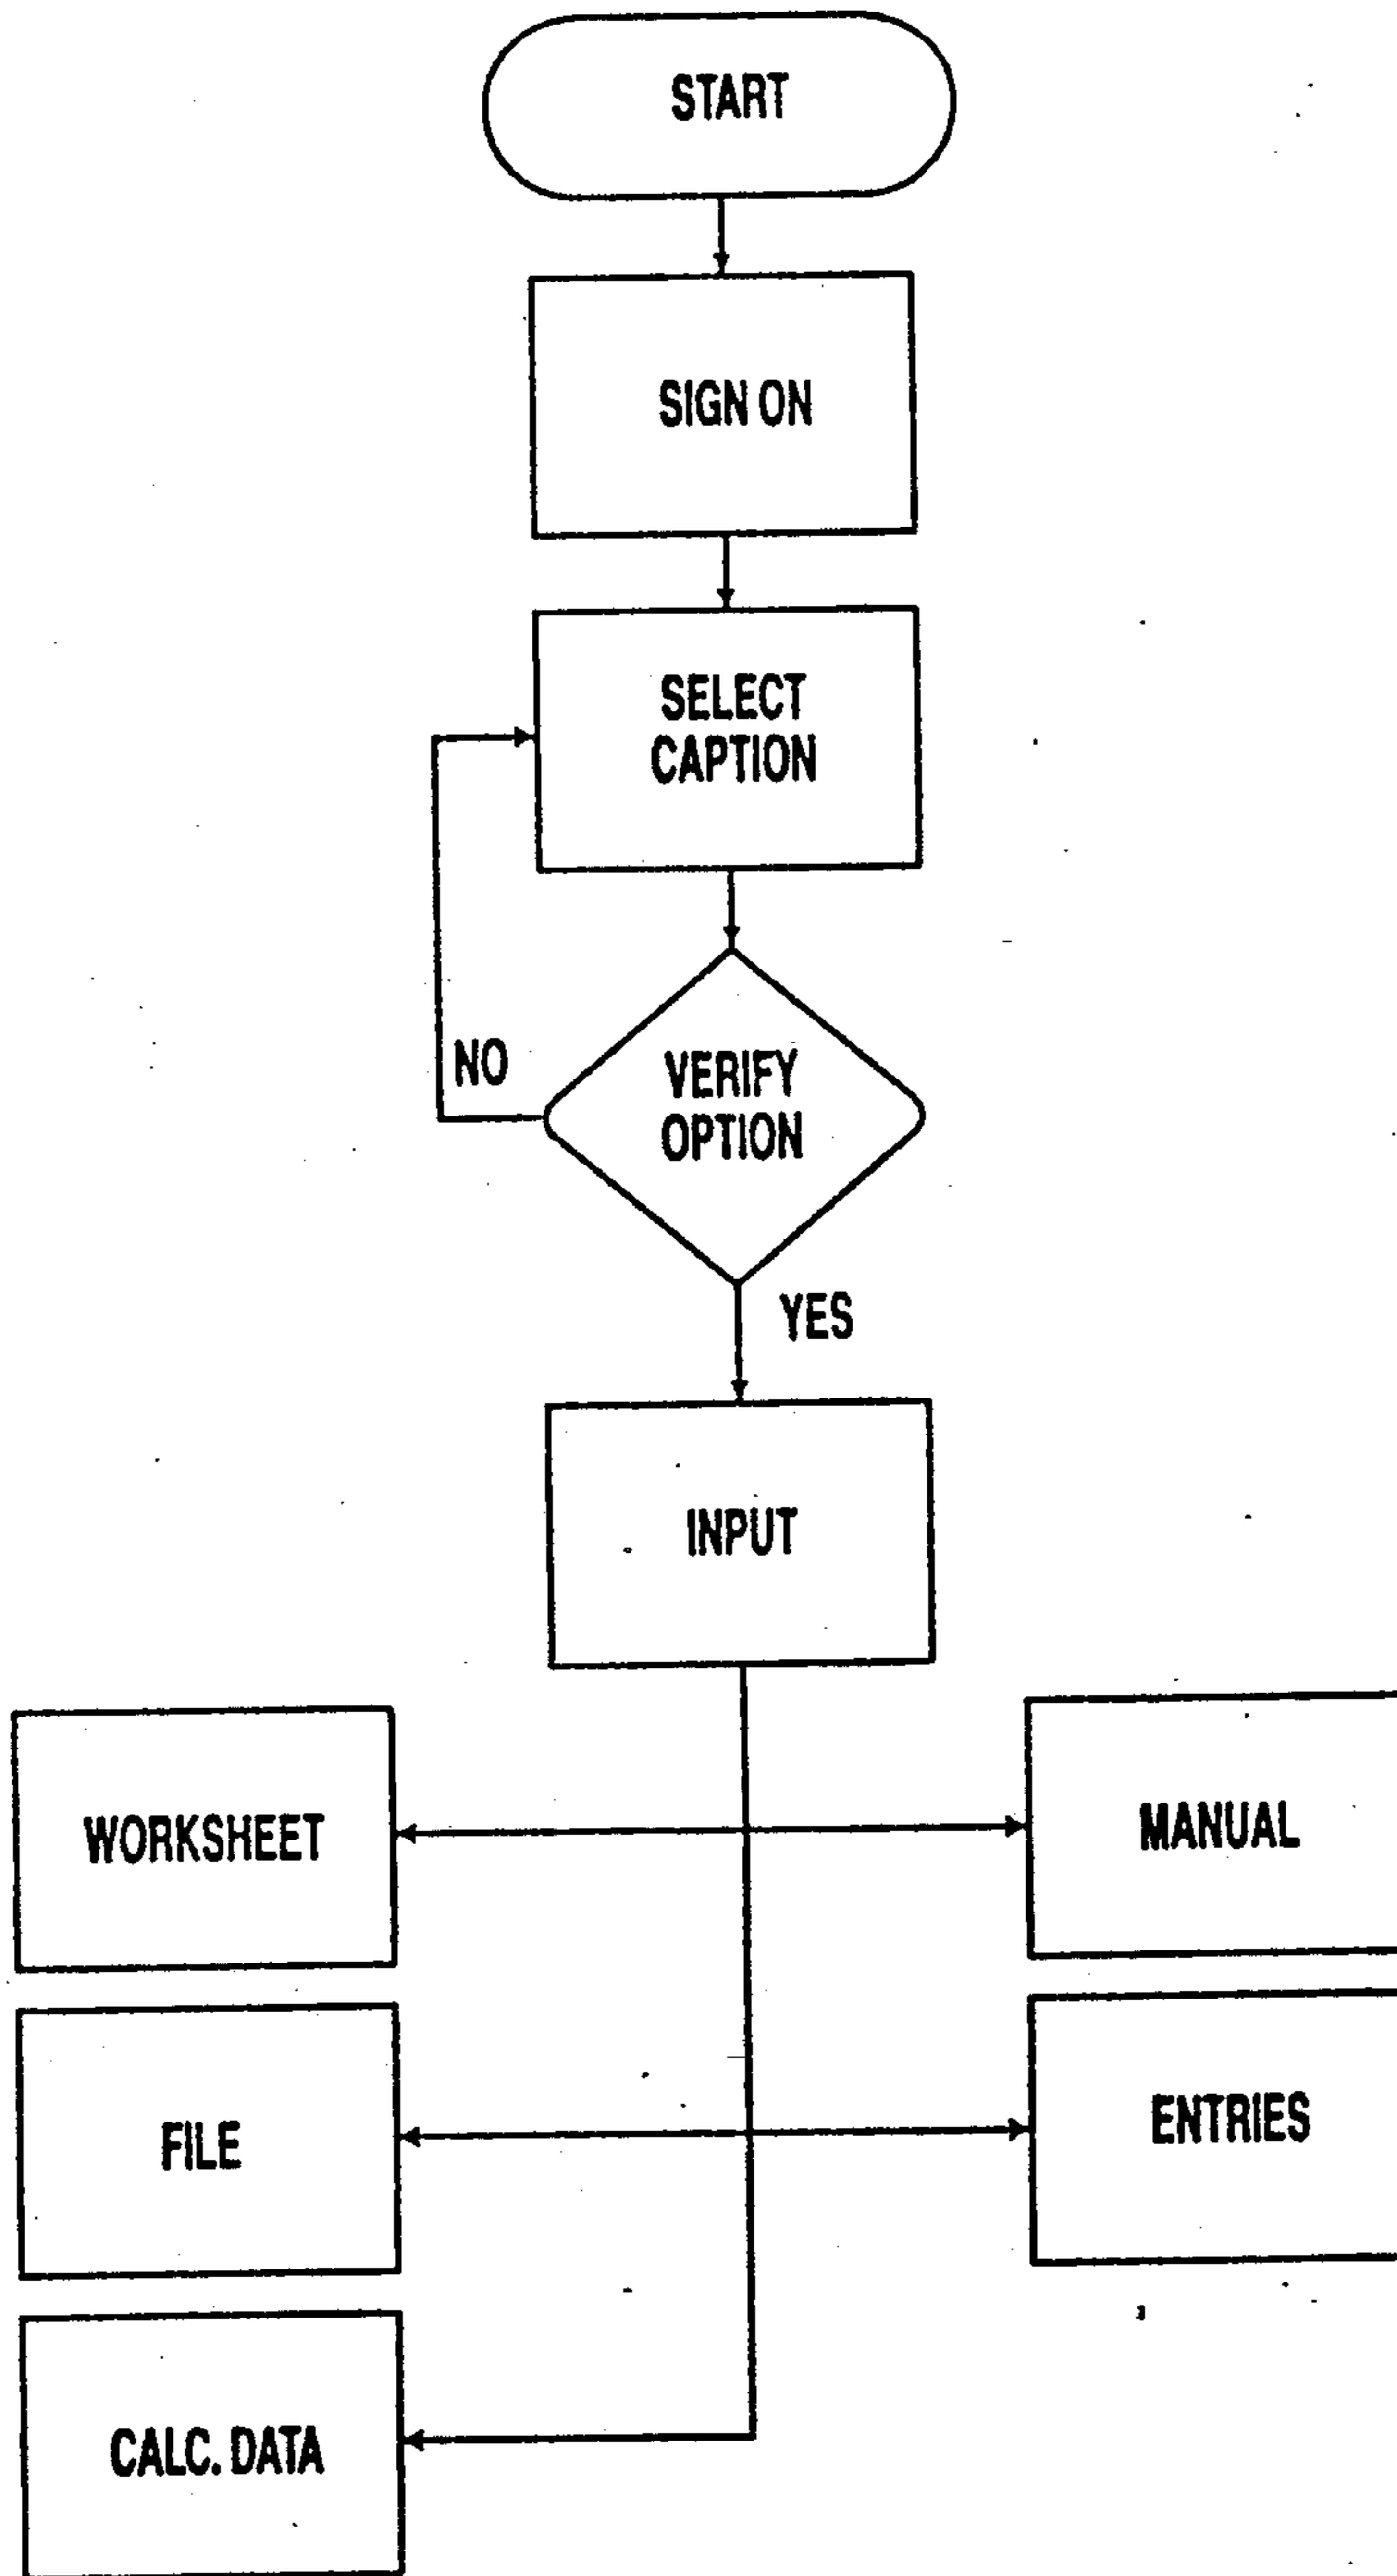 START
SIGN ON
SELECT
CAPTION
NO
VERIFY
OPTION
YES
INPUT
WORKSHEET
MANUAL
FILE
ENTRIES
CALC. DATA